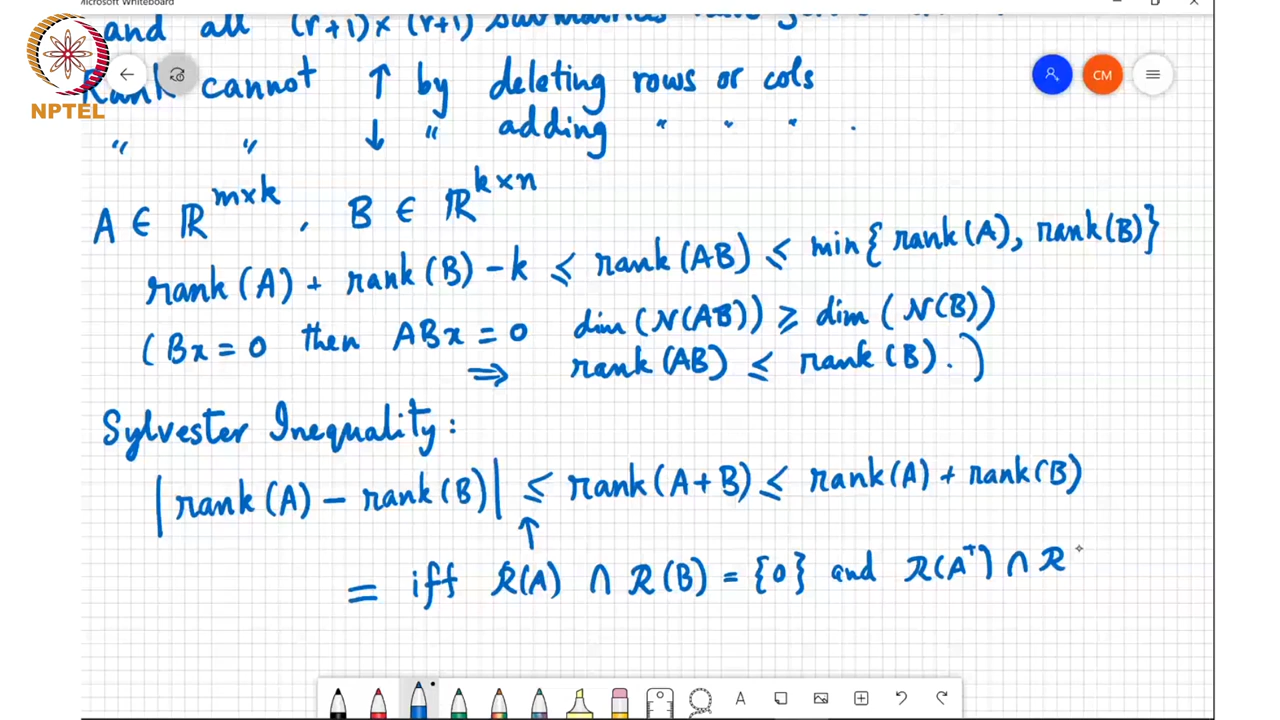 Microsoft Whiteboard
and all (r+1) × (r+1) submatrices
NPTEL
Rank cannot ↑ by deleting rows or cols
" " ↓ " adding " " " .
CM
A ∈ ℝ^{m×k}, B ∈ ℝ^{k×n}
rank(A) + rank(B) - k ≤ rank(AB) ≤ min{rank(A), rank(B)}
(Bx = 0 then ABx = 0 dim(N(AB)) ≥ dim(N(B))
⇒ rank(AB) ≤ rank(B).)
Sylvester Inequality:
|rank(A) - rank(B)| ≤ rank(A+B) ≤ rank(A) + rank(B)
↑
= iff R(A) ∩ R(B) = {0} and R(A^T) ∩ R